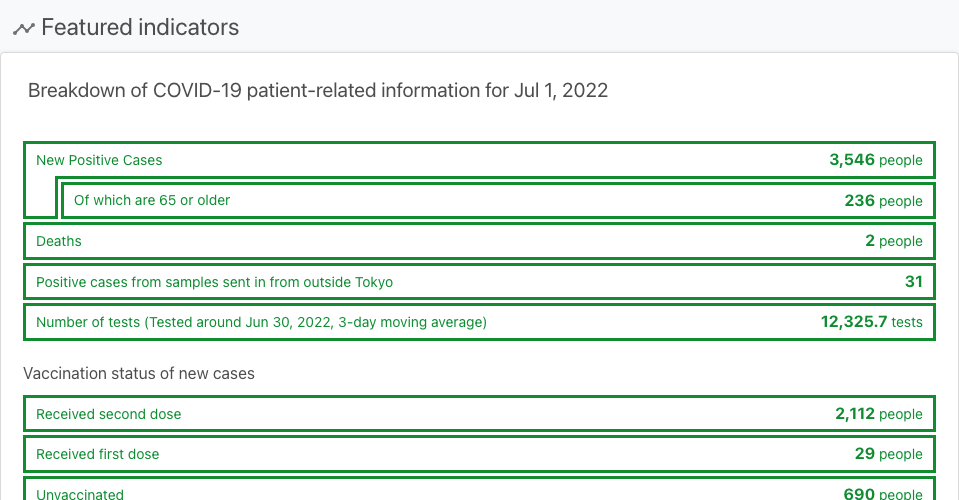 Featured indicators
Breakdown of COVID-19 patient-related information for Jul 1, 2022
New Positive Cases 3,546 people
Of which are 65 or older 236 people
Deaths 2 people
Positive cases from samples sent in from outside Tokyo 31
Number of tests (Tested around Jun 30, 2022, 3-day moving average) 12,325.7 tests
Vaccination status of new cases
Received second dose 2,112 people
Received first dose 29 people
Unvaccinated 690 people